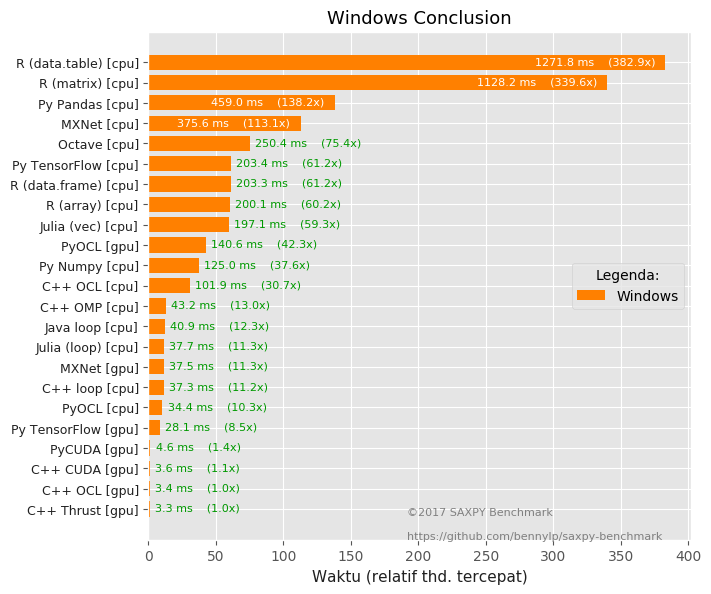 Windows Conclusion
R (data.table) [cpu] 1271.8 ms (382.9x)
R (matrix) [cpu] 1128.2 ms (339.6x)
Py Pandas [cpu] 459.0 ms (138.2x)
MXNet [cpu] 375.6 ms (113.1x)
Octave [cpu] 250.4 ms (75.4x)
Py TensorFlow [cpu] 203.4 ms (61.2x)
R (data.frame) [cpu] 203.3 ms (61.2x)
R (array) [cpu] 200.1 ms (60.2x)
Julia (vec) [cpu] 197.1 ms (59.3x)
PyOCL [gpu] 140.6 ms (42.3x)
Py Numpy [cpu] 125.0 ms (37.6x)
C++ OCL [cpu] 101.9 ms (30.7x)
Legenda:
Windows
C++ OMP [cpu] 43.2 ms (13.0x)
Java loop [cpu] 40.9 ms (12.3x)
Julia (loop) [cpu] 37.7 ms (11.3x)
MXNet [gpu] 37.5 ms (11.3x)
C++ loop [cpu] 37.3 ms (11.2x)
PyOCL [cpu] 34.4 ms (10.3x)
Py TensorFlow [gpu] 28.1 ms (8.5x)
PyCUDA [gpu] 4.6 ms (1.4x)
C++ CUDA [gpu] 3.6 ms (1.1x)
C++ OCL [gpu] 3.4 ms (1.0x)
C++ Thrust [gpu] 3.3 ms (1.0x)
©2017 SAXPY Benchmark
https://github.com/bennylp/saxpy-benchmark
0 50 100 150 200 250 300 350 400
Waktu (relatif thd. tercepat)